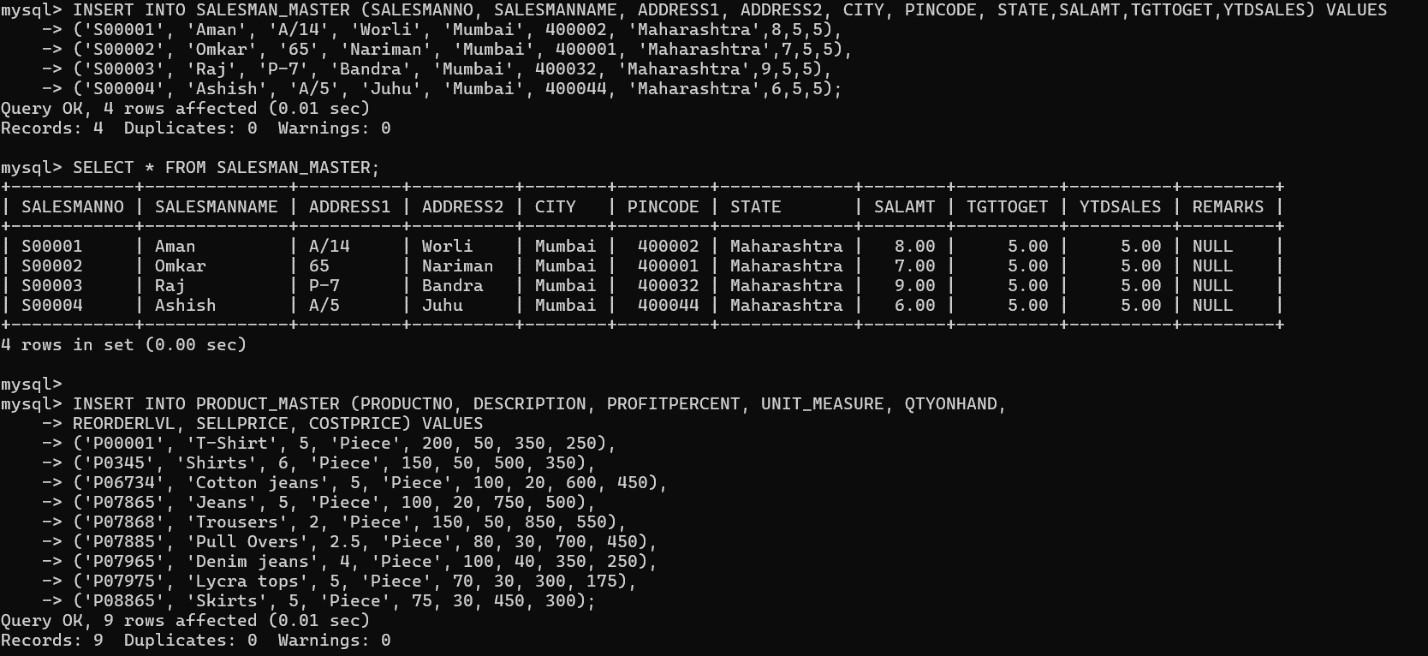 mysql> INSERT INTO SALESMAN_MASTER (SALESMANNO, SALESMANNAME, ADDRESS1, ADDRESS2, CITY, PINCODE, STATE,SALAMT,TGTTOGET,YTDSALES) VALUES
    -> ('S00001', 'Aman', 'A/14', 'Worli', 'Mumbai', 400002, 'Maharashtra',8,5,5),
    -> ('S00002', 'Omkar', '65', 'Nariman', 'Mumbai', 400001, 'Maharashtra',7,5,5),
    -> ('S00003', 'Raj', 'P-7', 'Bandra', 'Mumbai', 400032, 'Maharashtra',9,5,5),
    -> ('S00004', 'Ashish', 'A/5', 'Juhu', 'Mumbai', 400044, 'Maharashtra',6,5,5);
Query OK, 4 rows affected (0.01 sec)
Records: 4  Duplicates: 0  Warnings: 0
mysql> SELECT * FROM SALESMAN_MASTER;
+------------+--------------+----------+----------+--------+---------+-------------+--------+----------+----------+---------+
| SALESMANNO | SALESMANNAME | ADDRESS1 | ADDRESS2 | CITY   | PINCODE | STATE       | SALAMT | TGTTOGET | YTDSALES | REMARKS |
+------------+--------------+----------+----------+--------+---------+-------------+--------+----------+----------+---------+
| S00001     | Aman         | A/14     | Worli    | Mumbai |  400002 | Maharashtra |   8.00 |     5.00 |     5.00 | NULL    |
| S00002     | Omkar        | 65       | Nariman  | Mumbai |  400001 | Maharashtra |   7.00 |     5.00 |     5.00 | NULL    |
| S00003     | Raj          | P-7      | Bandra   | Mumbai |  400032 | Maharashtra |   9.00 |     5.00 |     5.00 | NULL    |
| S00004     | Ashish       | A/5      | Juhu     | Mumbai |  400044 | Maharashtra |   6.00 |     5.00 |     5.00 | NULL    |
+------------+--------------+----------+----------+--------+---------+-------------+--------+----------+----------+---------+
4 rows in set (0.00 sec)
mysql>
mysql> INSERT INTO PRODUCT_MASTER (PRODUCTNO, DESCRIPTION, PROFITPERCENT, UNIT_MEASURE, QTYONHAND,
    -> REORDERLVL, SELLPRICE, COSTPRICE) VALUES
    -> ('P00001', 'T-Shirt', 5, 'Piece', 200, 50, 350, 250),
    -> ('P0345', 'Shirts', 6, 'Piece', 150, 50, 500, 350),
    -> ('P06734', 'Cotton jeans', 5, 'Piece', 100, 20, 600, 450),
    -> ('P07865', 'Jeans', 5, 'Piece', 100, 20, 750, 500),
    -> ('P07868', 'Trousers', 2, 'Piece', 150, 50, 850, 550),
    -> ('P07885', 'Pull Overs', 2.5, 'Piece', 80, 30, 700, 450),
    -> ('P07965', 'Denim jeans', 4, 'Piece', 100, 40, 350, 250),
    -> ('P07975', 'Lycra tops', 5, 'Piece', 70, 30, 300, 175),
    -> ('P08865', 'Skirts', 5, 'Piece', 75, 30, 450, 300);
Query OK, 9 rows affected (0.01 sec)
Records: 9  Duplicates: 0  Warnings: 0